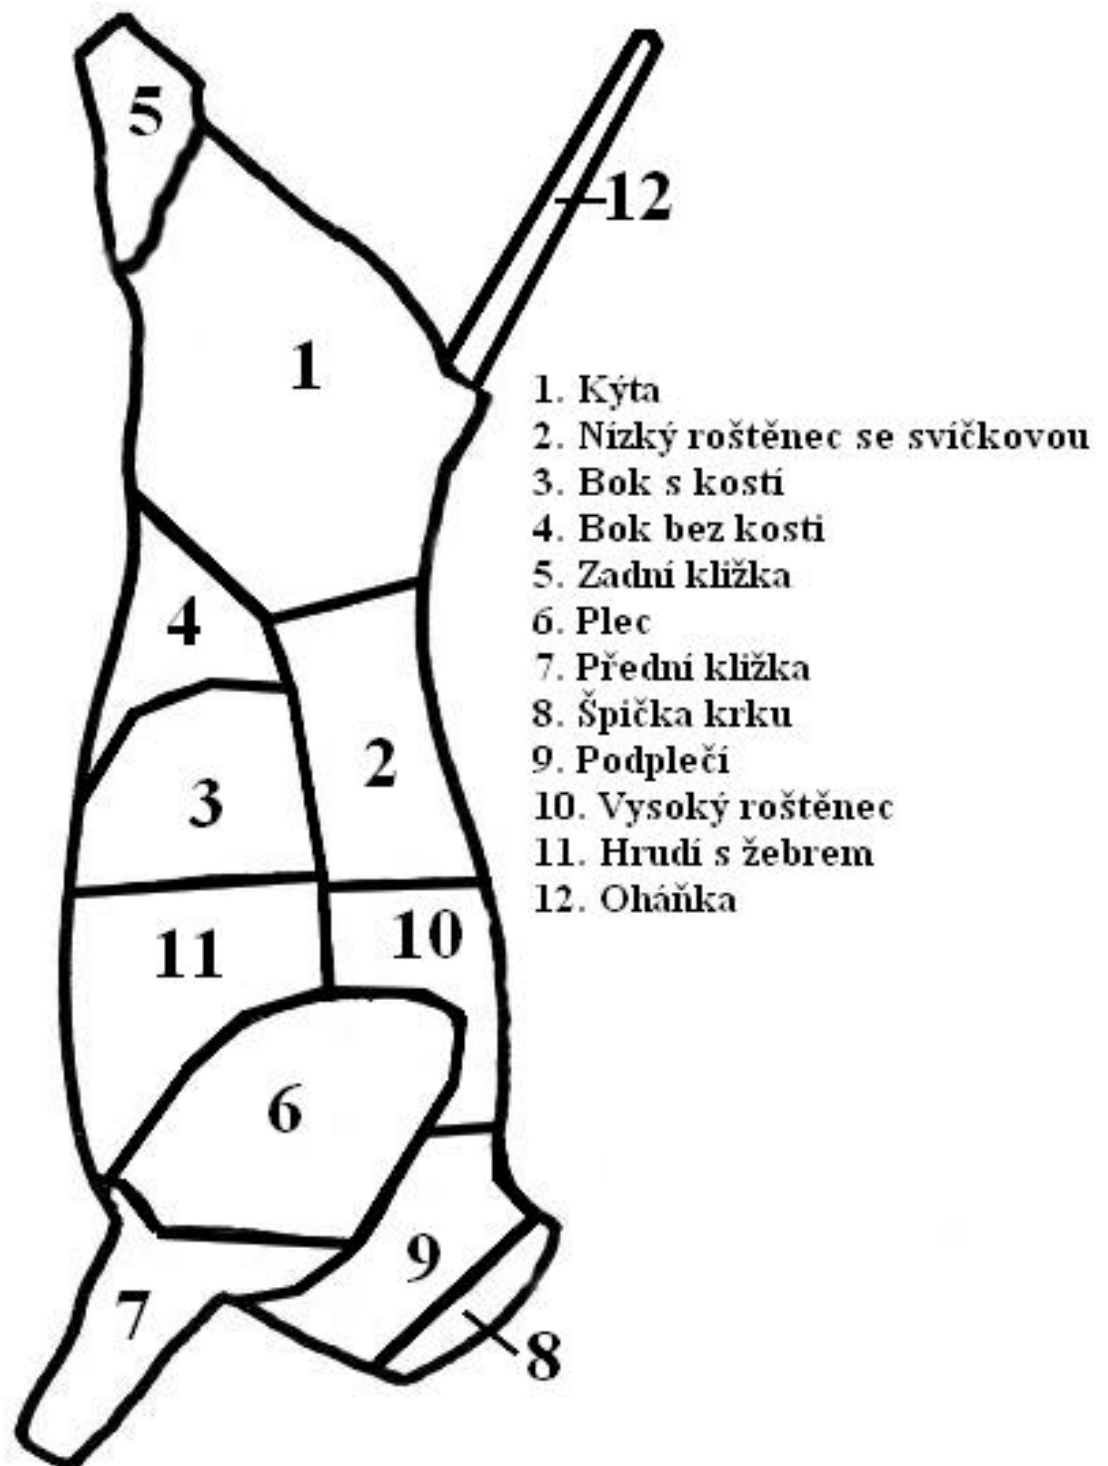 5
12
1
1. Kýta
2. Nízký roštěnec se svíčkovou
3. Bok s kostí
4. Bok bez kosti
5. Zadní kližka
6. Plec
7. Přední kližka
8. Špička krku
9. Podplečí
10. Vysoký roštěnec
11. Hrudí s žebrem
12. Oháňka
4
2
3
10
11
6
9
7
8